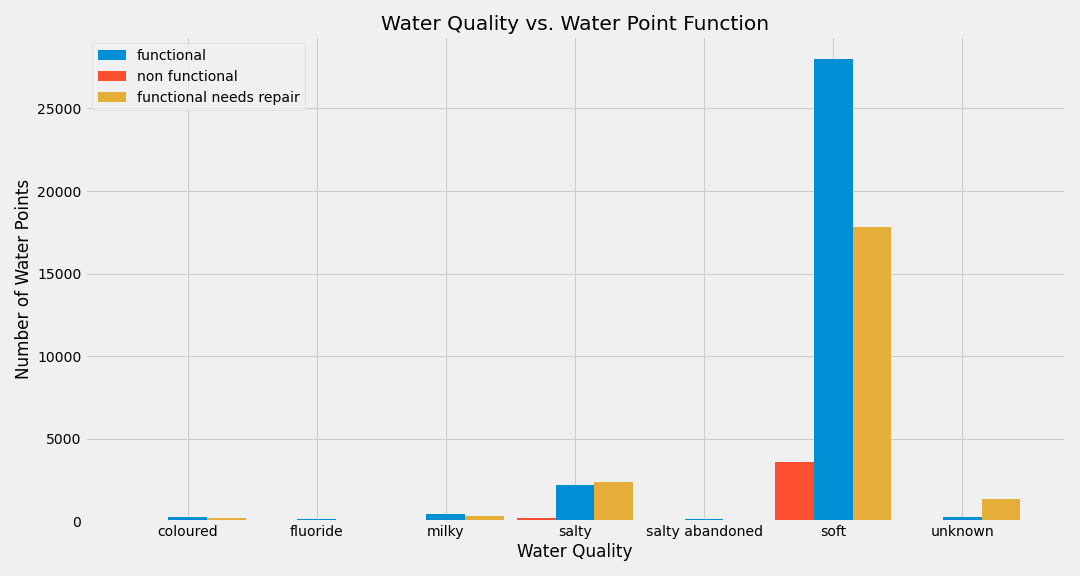 Water Quality vs. Water Point Function
functional
non functional
functional needs repair
Number of Water Points
25000
20000
15000
10000
5000
0
coloured fluoride milky salty salty abandoned soft unknown
Water Quality